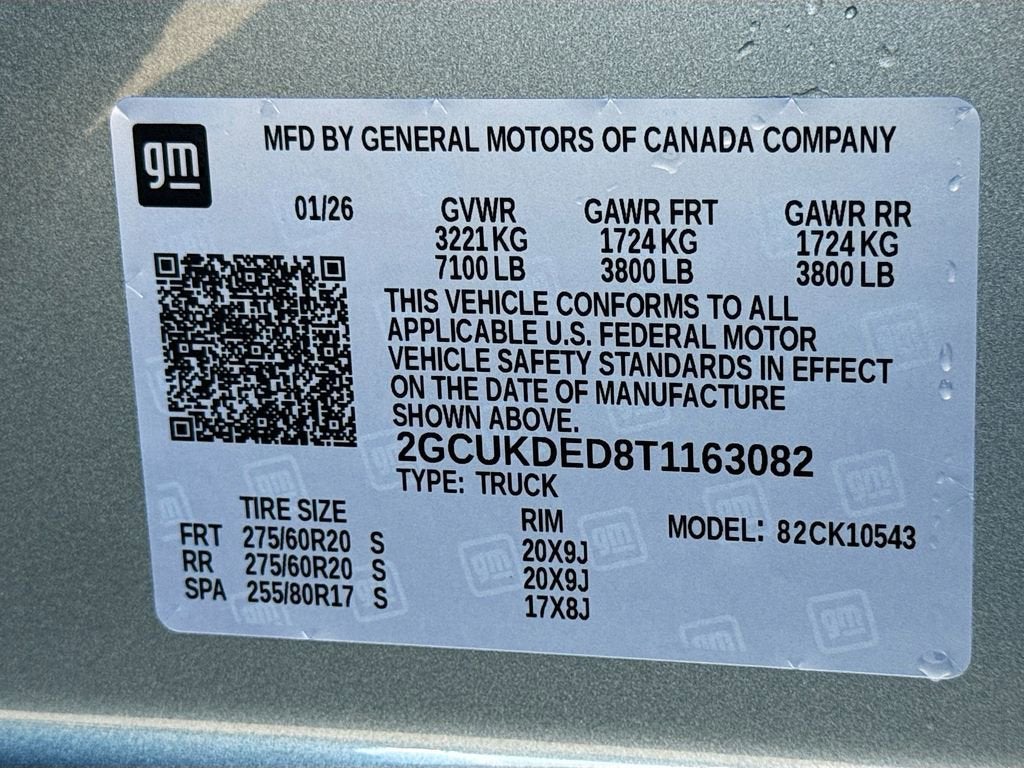 gm
MFD BY GENERAL MOTORS OF CANADA COMPANY
01/26 GVWR GAWR FRT GAWR RR
3221 KG 1724 KG 1724 KG
7100 LB 3800 LB 3800 LB
THIS VEHICLE CONFORMS TO ALL
APPLICABLE U.S. FEDERAL MOTOR
VEHICLE SAFETY STANDARDS IN EFFECT
ON THE DATE OF MANUFACTURE
SHOWN ABOVE.
2GCUKDED8T1163082
TYPE: TRUCK
TIRE SIZE RIM MODEL: 82CK10543
FRT 275/60R20 S 20X9J
RR 275/60R20 S 20X9J
SPA 255/80R17 S 17X8J